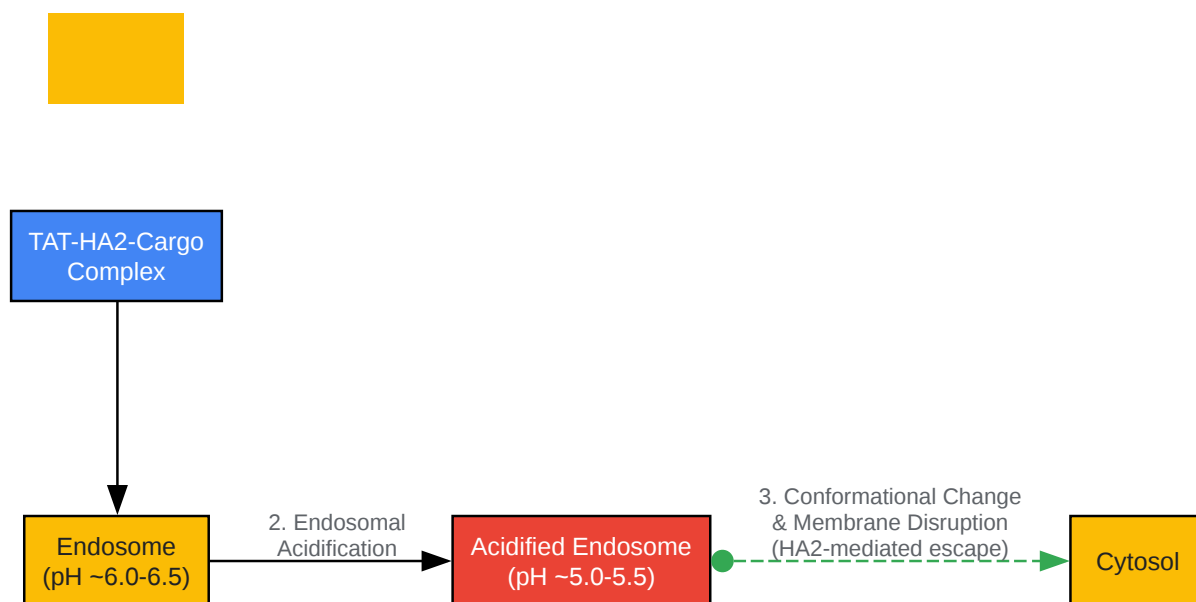 TAT-HA2-Cargo
Complex
2. Endosomal
Acidification
3. Conformational Change
& Membrane Disruption
(HA2-mediated escape)
Endosome
(pH ~6.0-6.5)
Acidified Endosome
(pH ~5.0-5.5)
Cytosol